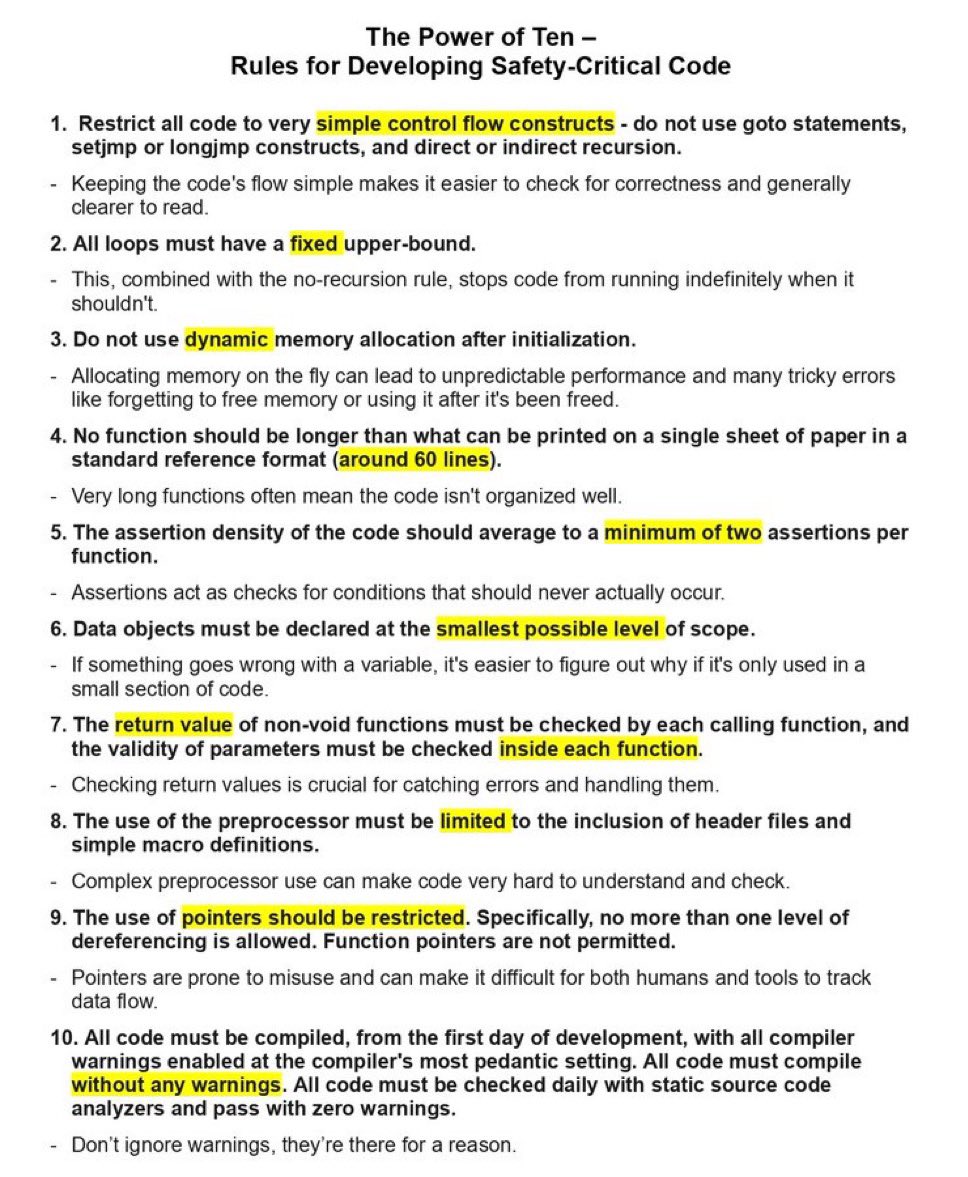 The Power of Ten –
Rules for Developing Safety-Critical Code
1. Restrict all code to very simple control flow constructs - do not use goto statements,
setjmp or longjmp constructs, and direct or indirect recursion.
- Keeping the code's flow simple makes it easier to check for correctness and generally
clearer to read.
2. All loops must have a fixed upper-bound.
- This, combined with the no-recursion rule, stops code from running indefinitely when it
shouldn't.
3. Do not use dynamic memory allocation after initialization.
- Allocating memory on the fly can lead to unpredictable performance and many tricky errors
like forgetting to free memory or using it after it's been freed.
4. No function should be longer than what can be printed on a single sheet of paper in a
standard reference format (around 60 lines).
- Very long functions often mean the code isn't organized well.
5. The assertion density of the code should average to a minimum of two assertions per
function.
- Assertions act as checks for conditions that should never actually occur.
6. Data objects must be declared at the smallest possible level of scope.
- If something goes wrong with a variable, it's easier to figure out why if it's only used in a
small section of code.
7. The return value of non-void functions must be checked by each calling function, and
the validity of parameters must be checked inside each function.
- Checking return values is crucial for catching errors and handling them.
8. The use of the preprocessor must be limited to the inclusion of header files and
simple macro definitions.
- Complex preprocessor use can make code very hard to understand and check.
9. The use of pointers should be restricted. Specifically, no more than one level of
dereferencing is allowed. Function pointers are not permitted.
- Pointers are prone to misuse and can make it difficult for both humans and tools to track
data flow.
10. All code must be compiled, from the first day of development, with all compiler
warnings enabled at the compiler's most pedantic setting. All code must compile
without any warnings. All code must be checked daily with static source code
analyzers and pass with zero warnings.
- Don’t ignore warnings, they’re there for a reason.